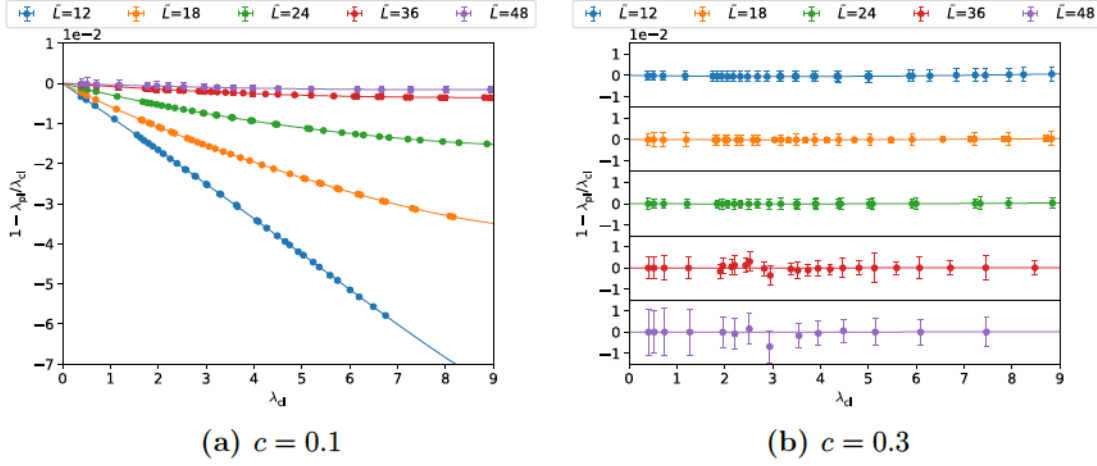 L̃=12 L̃=18 L̃=24 L̃=36 L̃=48
1e−2
1 − λpl/λcl
1
0
−1
−2
−3
−4
−5
−6
−7
0 1 2 3 4 5 6 7 8 9
λcl
(a) c = 0.1
L̃=12 L̃=18 L̃=24 L̃=36 L̃=48
1e−2
1 − λpl/λcl
1
0
−1
1
0
−1
1
0
−1
1
0
−1
1
0
−1
0 1 2 3 4 5 6 7 8 9
λcl
(b) c = 0.3